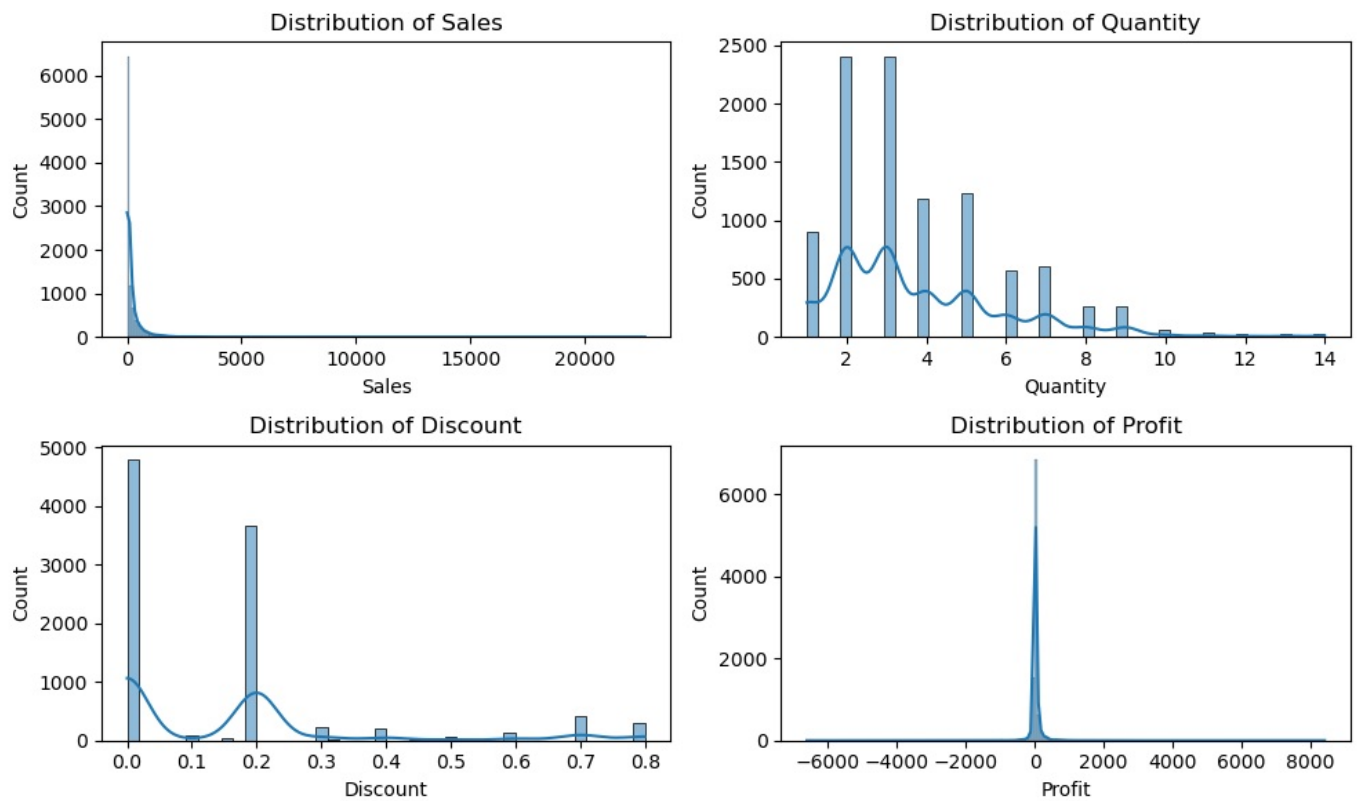 Distribution of Sales
6000
5000
4000
3000
2000
1000
0
Count
0 5000 10000 15000 20000
Sales
Distribution of Quantity
2500
2000
1500
1000
500
0
Count
2 4 6 8 10 12 14
Quantity
Distribution of Discount
5000
4000
3000
2000
1000
0
Count
0.0 0.1 0.2 0.3 0.4 0.5 0.6 0.7 0.8
Discount
Distribution of Profit
6000
4000
2000
0
Count
−6000 −4000 −2000 0 2000 4000 6000 8000
Profit